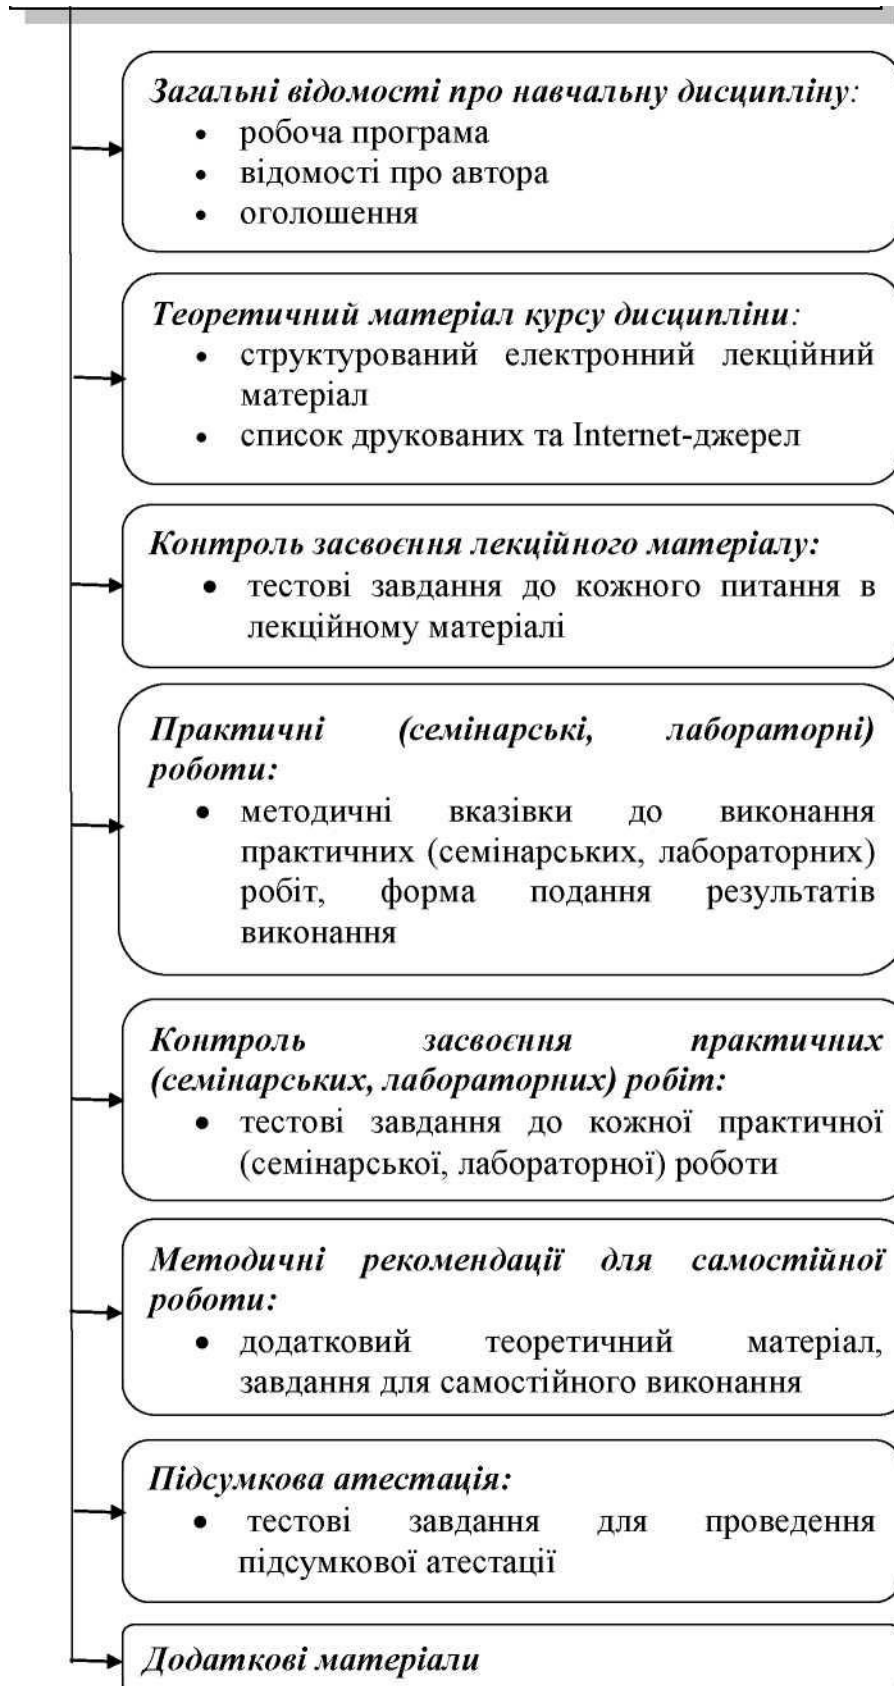 Загальні відомості про навчальну дисципліну:
• робоча програма
• відомості про автора
• оголошення
Теоретичний матеріал курсу дисципліни:
• структурований електронний лекційний
матеріал
• список друкованих та Internet-джерел
Контроль засвоєння лекційного матеріалу:
• тестові завдання до кожного питання в
лекційному матеріалі
Практичні (семінарські, лабораторні)
роботи:
• методичні вказівки до виконання
практичних (семінарських, лабораторних)
робіт, форма подання результатів
виконання
Контроль засвоєння практичних
(семінарських, лабораторних) робіт:
• тестові завдання до кожної практичної
(семінарської, лабораторної) роботи
Методичні рекомендації для самостійної
роботи:
• додатковий теоретичний матеріал,
завдання для самостійного виконання
Підсумкова атестація:
• тестові завдання для проведення
підсумкової атестації
Додаткові матеріали